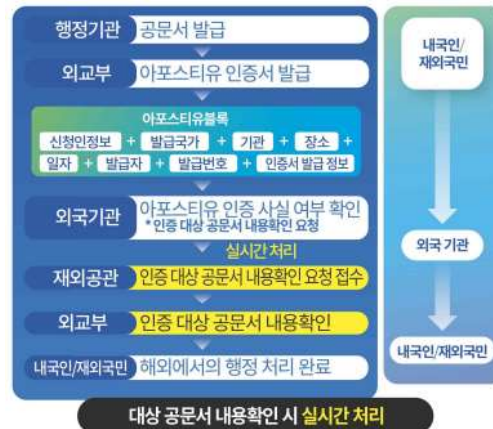 행정기관 공문서 발급
외교부 아포스티유 인증서 발급
아포스티유블록
신청인정보 + 발급국가 + 기관 + 장소 +
일자 + 발급자 + 발급번호 + 인증서 발급 정보
외국기관 아포스티유 인증 사실 여부 확인
* 인증 대상 공문서 내용확인 요청
실시간 처리
재외공관 인증 대상 공문서 내용확인 요청 접수
외교부 인증 대상 공문서 내용확인
내국인/재외국민 해외에서의 행정 처리 완료
내국인/
재외국민
외국 기관
내국인/재외국민
대상 공문서 내용확인 시 실시간 처리